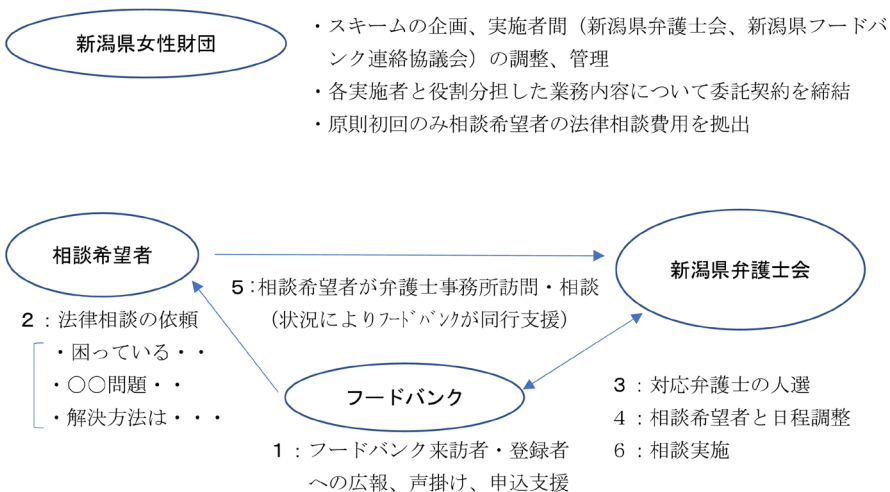 新潟県女性財団
・スキームの企画、実施者間（新潟県弁護士会、新潟県フードバ
ンク連絡協議会）の調整、管理
・各実施者と役割分担した業務内容について委託契約を締結
・原則初回のみ相談希望者の法律相談費用を拠出
相談希望者
新潟県弁護士会
5：相談希望者が弁護士事務所訪問・相談
（状況によりﾌｰﾄﾞﾊﾞﾝｸが同行支援）
2：法律相談の依頼
・困っている・・
・〇〇問題・・
・解決方法は・・・
フードバンク
3：対応弁護士の人選
4：相談希望者と日程調整
6：相談実施
1：フードバンク来訪者・登録者
への広報、声掛け、申込支援